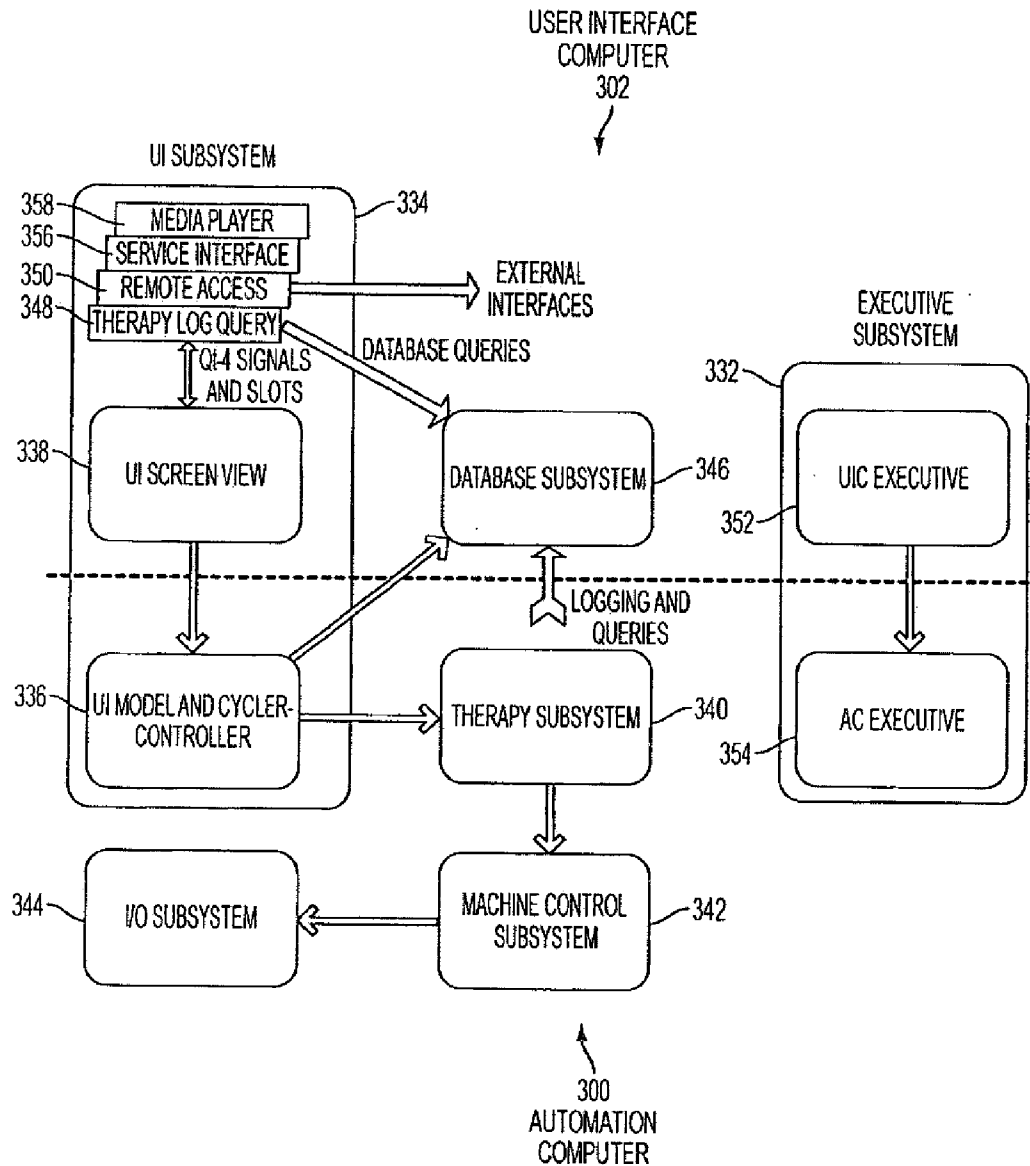 USER INTERFACE
COMPUTER
302
UI SUBSYSTEM
334
358
MEDIA PLAYER
356
SERVICE INTERFACE
350
REMOTE ACCESS
348
THERAPY LOG QUERY
EXTERNAL
INTERFACES
DATABASE QUERIES
QI-4 SIGNALS
AND SLOTS
EXECUTIVE
SUBSYSTEM
332
338
UI SCREEN VIEW
DATABASE SUBSYSTEM
346
UIC EXECUTIVE
352
LOGGING AND
QUERIES
336
UI MODEL AND CYCLER-
CONTROLLER
THERAPY SUBSYSTEM
340
AC EXECUTIVE
354
344
I/O SUBSYSTEM
MACHINE CONTROL
SUBSYSTEM
342
300
AUTOMATION
COMPUTER